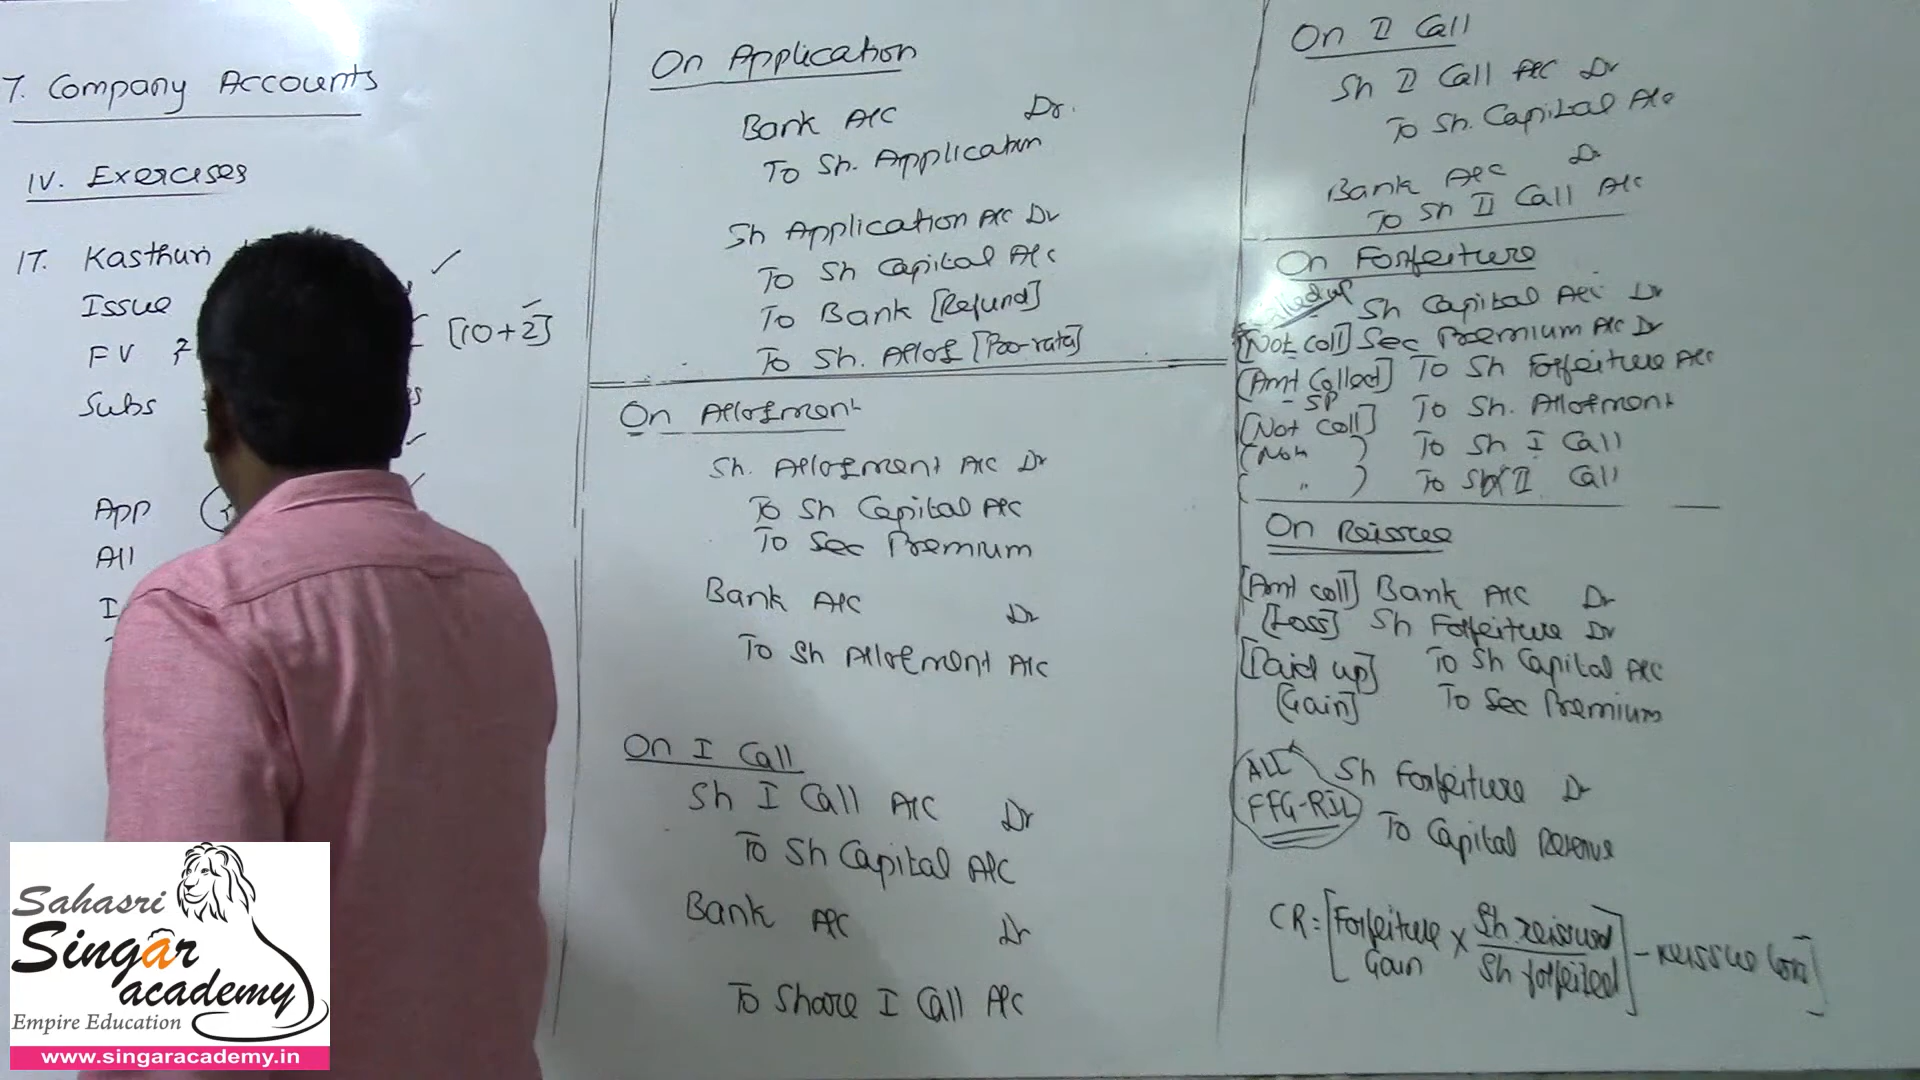 7. Company Accounts
IV. Exercises
17. Kasthuri
Issue
FV ₹
[10+2]
Subs
App
All
I
On Application
Bank A/C Dr.
To Sh. Application
Sh Application A/C Dr
To Sh Capital A/c
To Bank [Refund]
To Sh. Allot [Pro-rata]
On Allotment
Sh. Allotment A/C Dr
To Sh Capital A/C
To Sec Premium
Bank A/C Dr
To Sh Allotment A/C
On I Call
Sh I Call A/C Dr
To Sh Capital A/C
Bank A/C Dr
To Share I Call A/C
On II Call
Sh II Call A/C Dr
To Sh. Capital A/c
Bank A/C Dr
To Sh II Call A/c
On Forfeiture
Sh Capital A/c Dr
[Not coll] Sec Premium A/c Dr
[Amt Collect] To Sh Forfeiture A/c
- SP
[Not coll] To Sh. Allotment
To Sh I Call
( " ) To Sh II Call
On Reissue
[Amt coll] Bank A/C Dr
[Loss] Sh Forfeiture Dr
[Paid up] To Sh Capital A/C
[Gain] To Sec Premium
ALL Sh Forfeiture Dr
FFG-RIL To Capital Reserve
CR=[Forfeiture Gain × Sh. reissued / Sh forfeited] - Reissue Loss]
Sahasri
Singar
academy
Empire Education
www.singaracademy.in